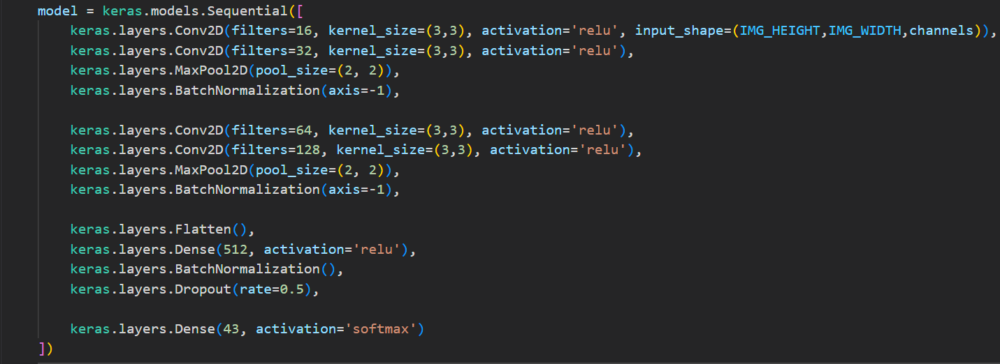 model = keras.models.Sequential([
    keras.layers.Conv2D(filters=16, kernel_size=(3,3), activation='relu', input_shape=(IMG_HEIGHT,IMG_WIDTH,channels)),
    keras.layers.Conv2D(filters=32, kernel_size=(3,3), activation='relu'),
    keras.layers.MaxPool2D(pool_size=(2, 2)),
    keras.layers.BatchNormalization(axis=-1),

    keras.layers.Conv2D(filters=64, kernel_size=(3,3), activation='relu'),
    keras.layers.Conv2D(filters=128, kernel_size=(3,3), activation='relu'),
    keras.layers.MaxPool2D(pool_size=(2, 2)),
    keras.layers.BatchNormalization(axis=-1),

    keras.layers.Flatten(),
    keras.layers.Dense(512, activation='relu'),
    keras.layers.BatchNormalization(),
    keras.layers.Dropout(rate=0.5),

    keras.layers.Dense(43, activation='softmax')
])